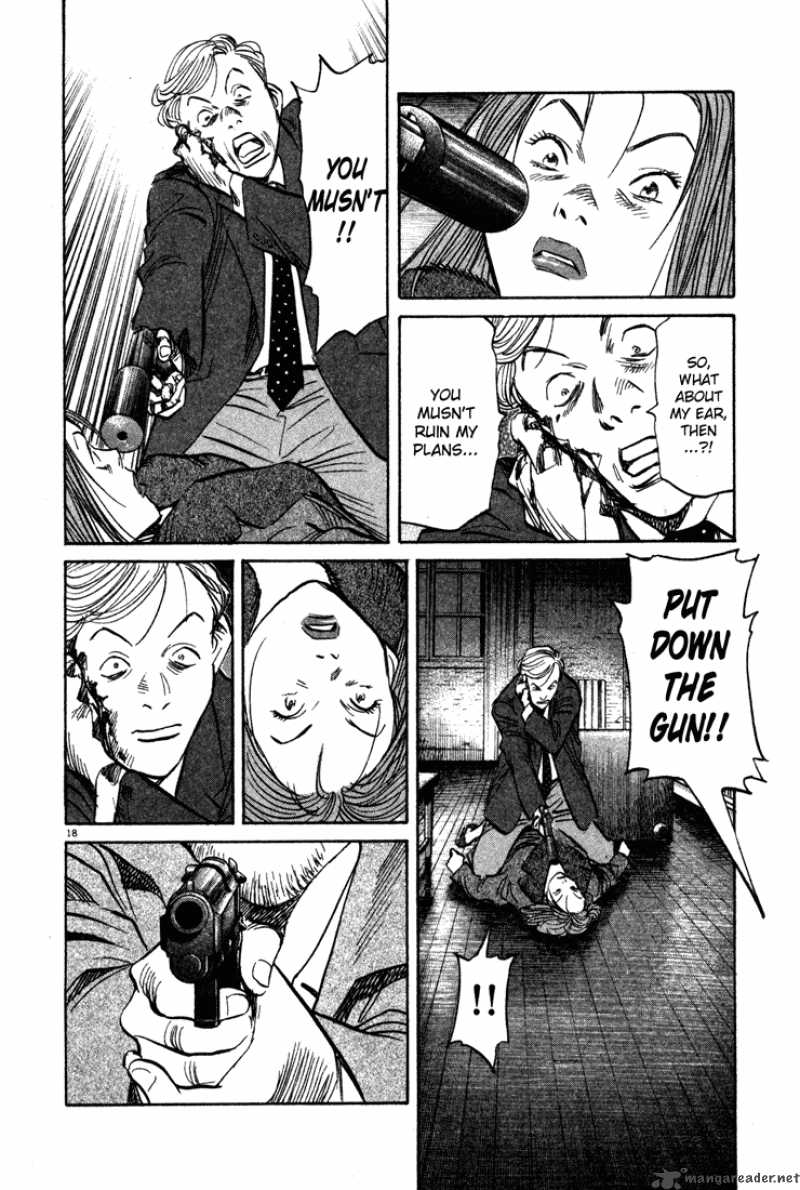 SO,
WHAT
ABOUT
MY EAR,
THEN
...?!
YOU
MUSN'T
RUIN MY
PLANS...
YOU
MUSN'T
!!
PUT
DOWN
THE
GUN!!
!!
18
mangareader.net